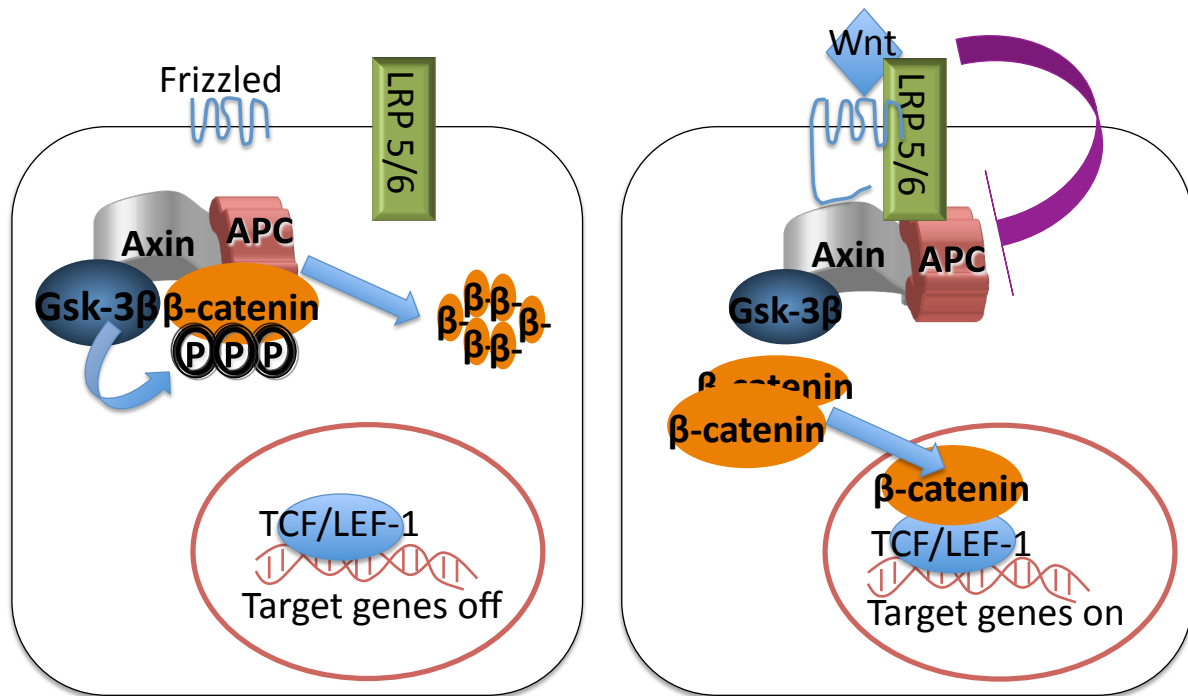 Frizzled
LRP 5/6
Axin
APC
Gsk-3β
β-catenin
P P P
β-
β-
β-
β-
β-
β-
TCF/LEF-1
Target genes off
Wnt
LRP 5/6
Axin
APC
Gsk-3β
β-catenin
β-catenin
β-catenin
TCF/LEF-1
Target genes on